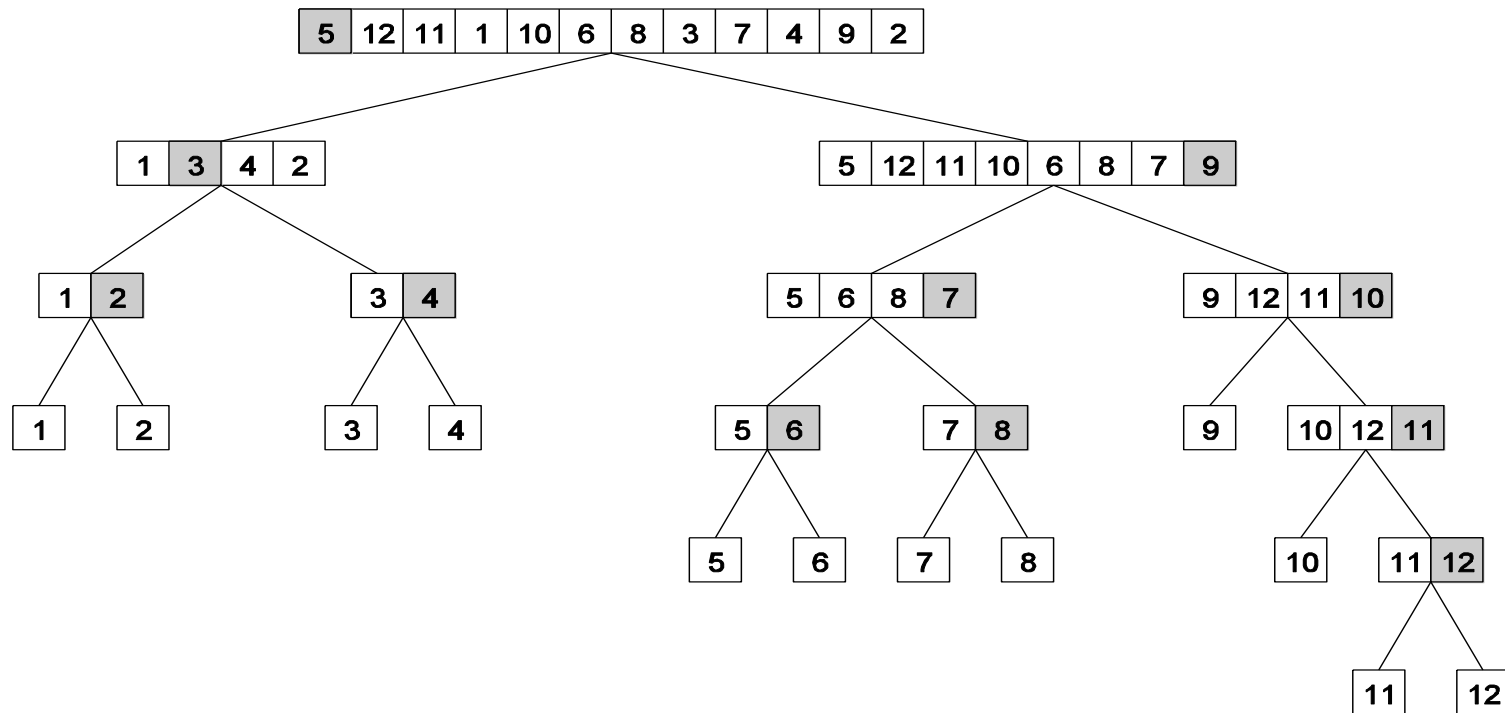 5 12 11 1 10 6 8 3 7 4 9 2
1 3 4 2 5 12 11 10 6 8 7 9
1 2 3 4 5 6 8 7 9 12 11 10
1 2 3 4 5 6 7 8 9 10 12 11
5 6 7 8 10 11 12
11 12